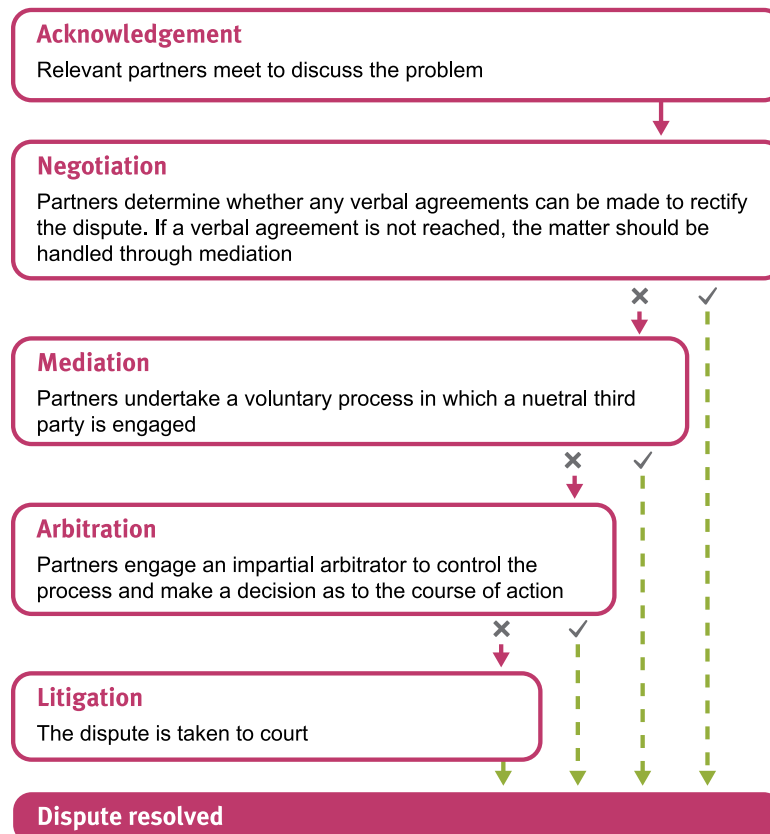 Acknowledgement
Relevant partners meet to discuss the problem
Negotiation
Partners determine whether any verbal agreements can be made to rectify
the dispute. If a verbal agreement is not reached, the matter should be
handled through mediation
Mediation
Partners undertake a voluntary process in which a nuetral third
party is engaged
Arbitration
Partners engage an impartial arbitrator to control the
process and make a decision as to the course of action
Litigation
The dispute is taken to court
Dispute resolved